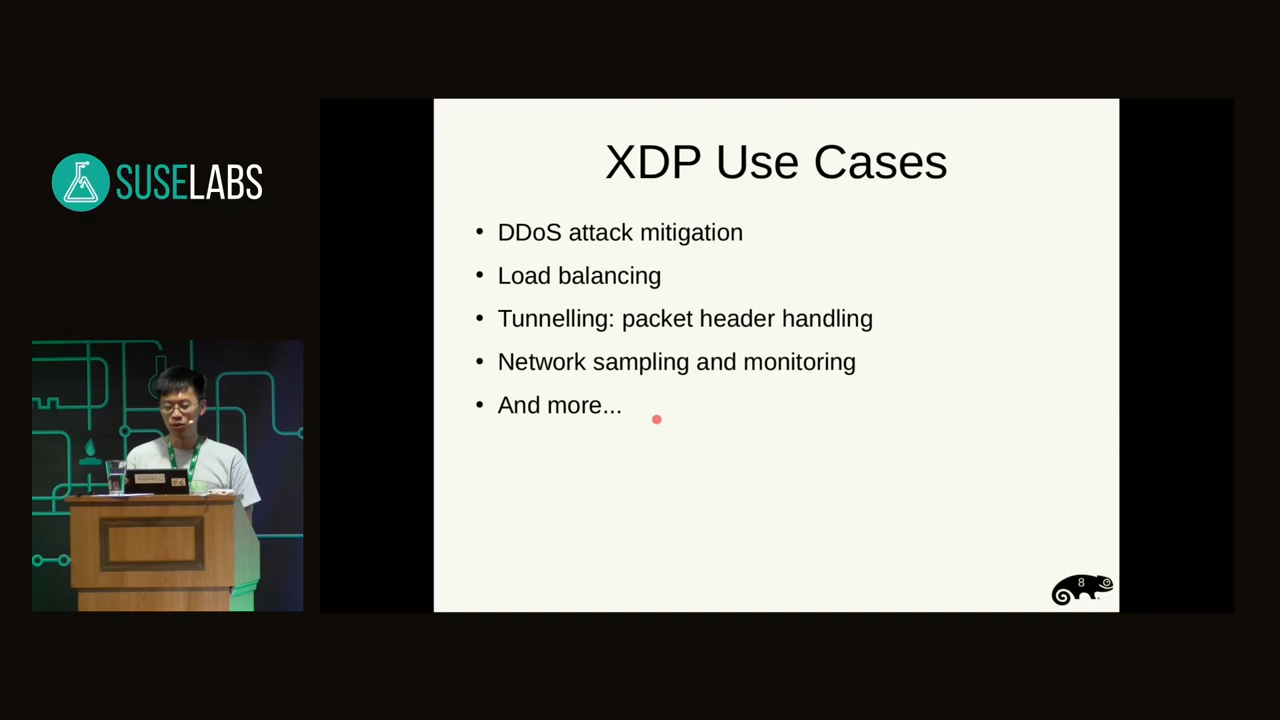 SUSELABS
XDP Use Cases
• DDoS attack mitigation
• Load balancing
• Tunnelling: packet header handling
• Network sampling and monitoring
• And more...
8